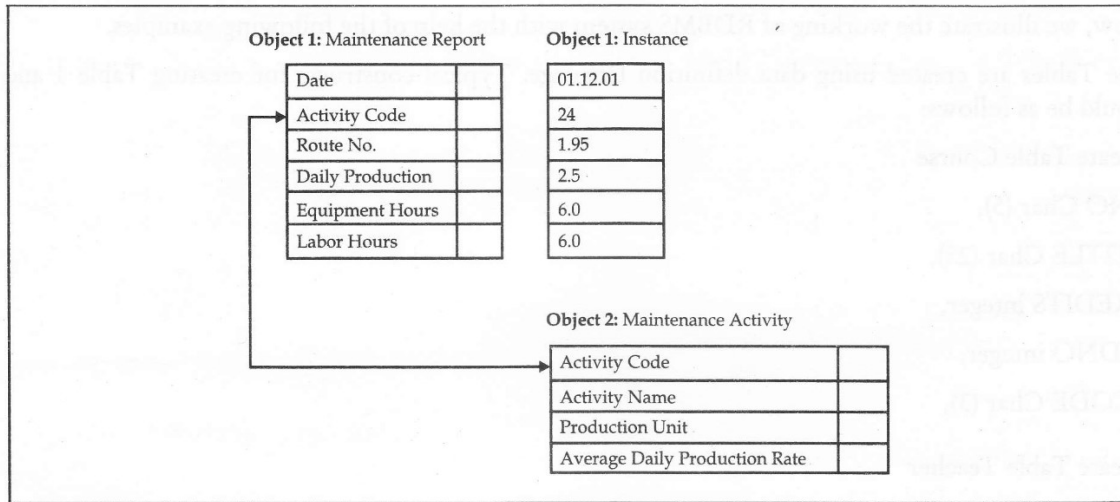 Object 1: Maintenance Report
Date
Activity Code
Route No.
Daily Production
Equipment Hours
Labor Hours
Object 1: Instance
01.12.01
24
1.95
2.5
6.0
6.0
Object 2: Maintenance Activity
Activity Code
Activity Name
Production Unit
Average Daily Production Rate